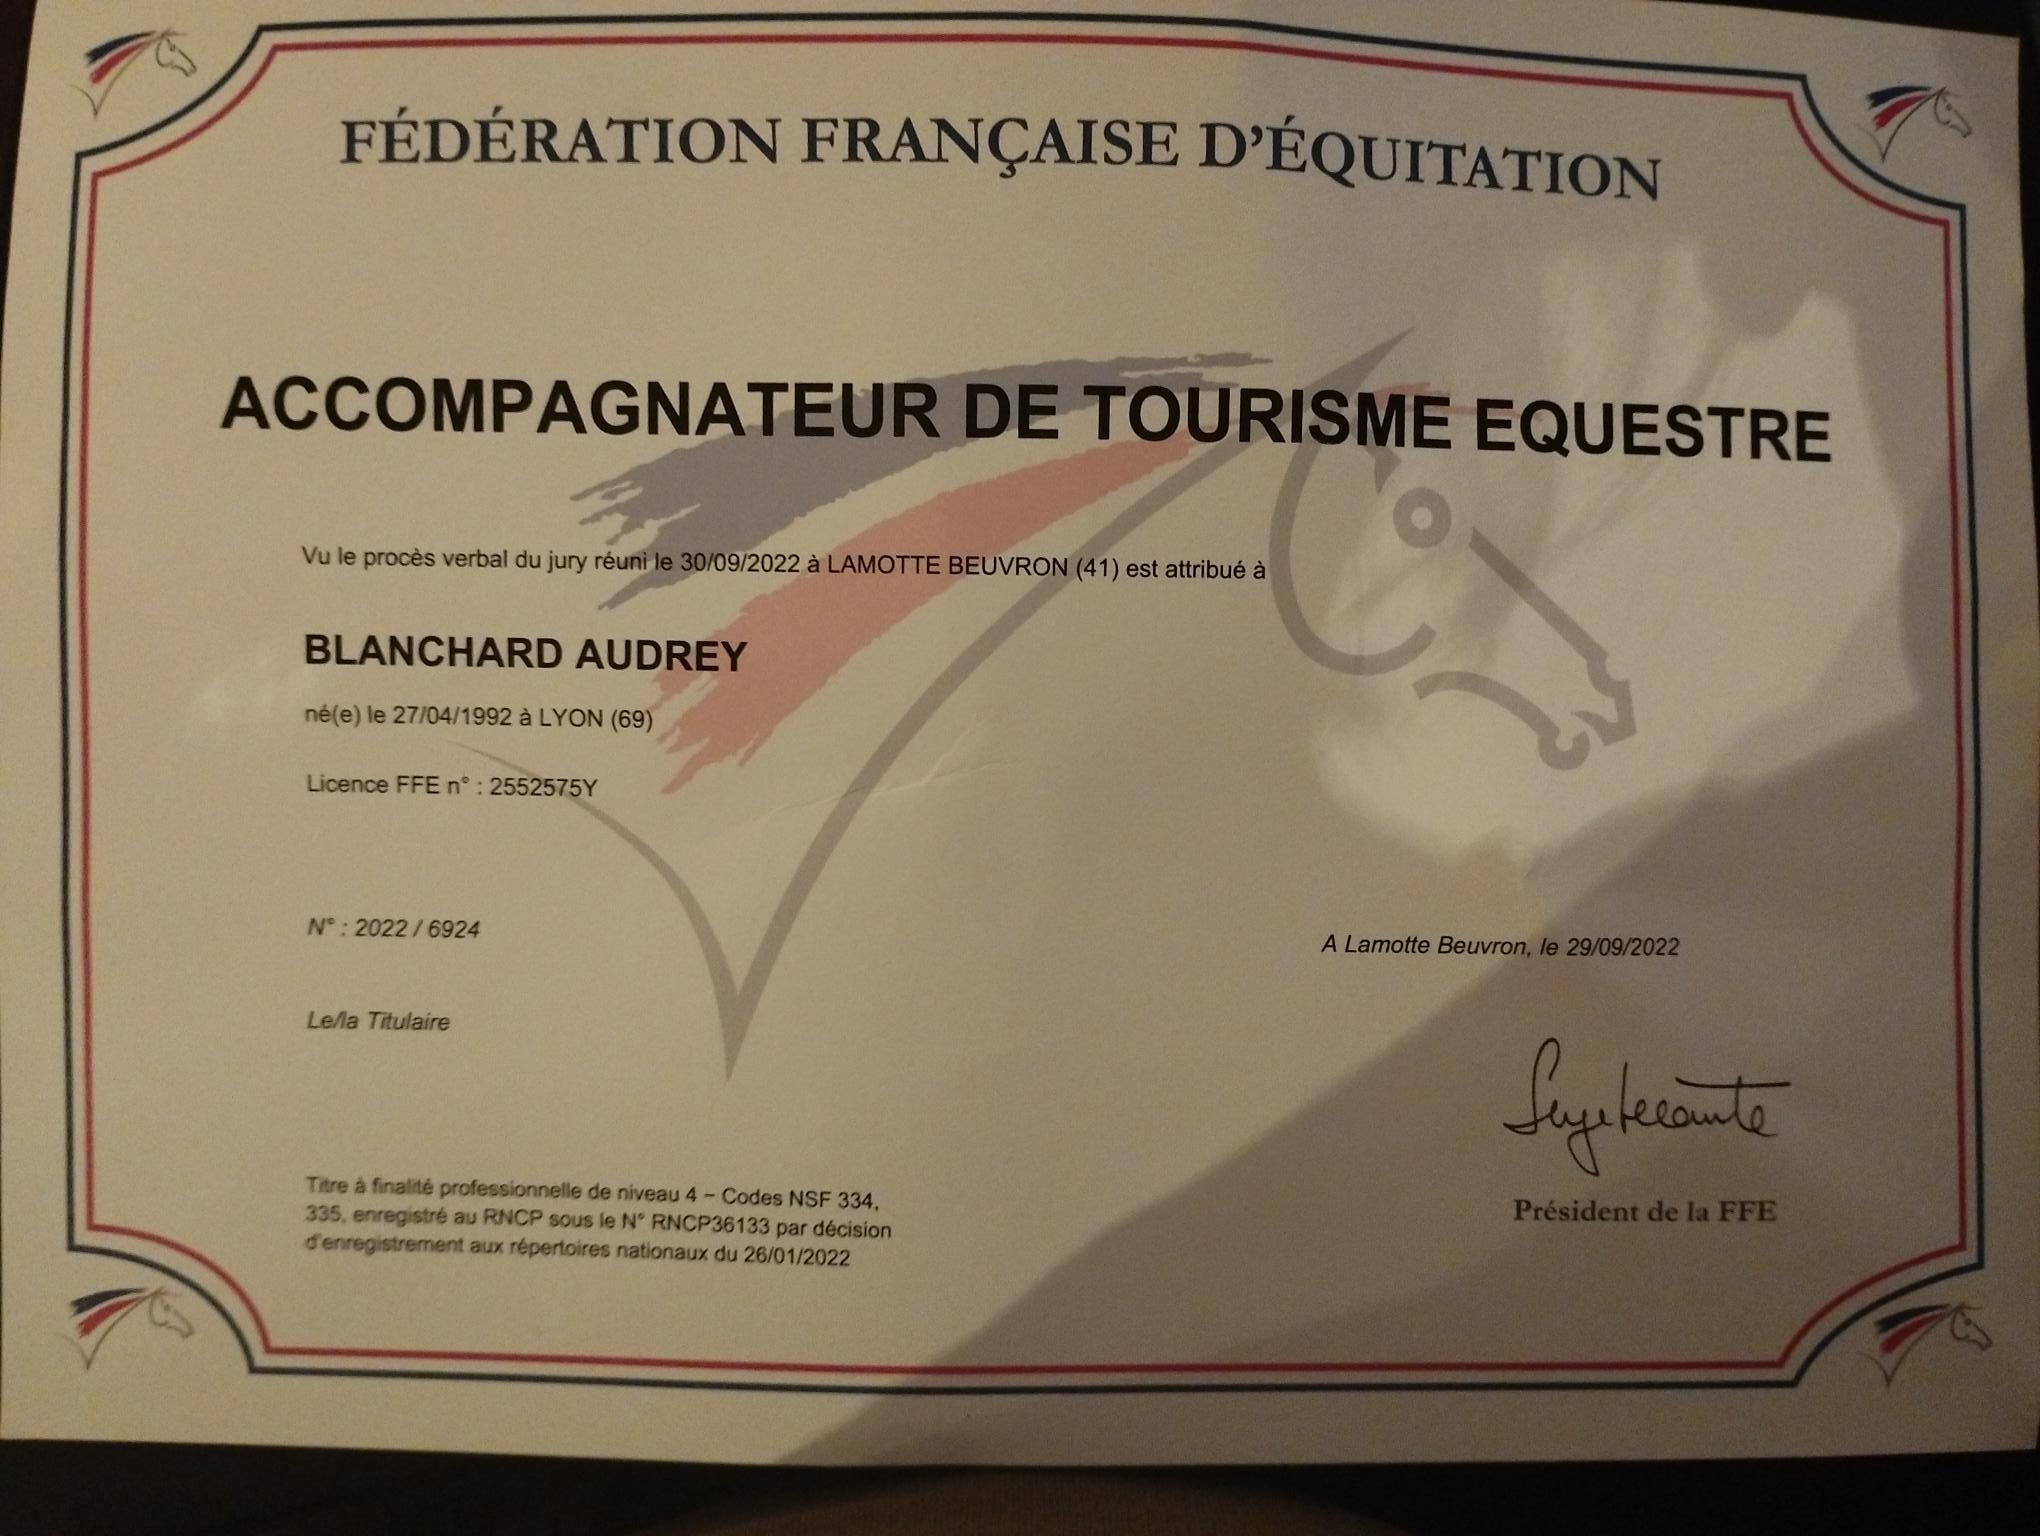 FÉDÉRATION FRANÇAISE D'ÉQUITATION
ACCOMPAGNATEUR DE TOURISME EQUESTRE
Vu le procès verbal du jury réuni le 30/09/2022 à LAMOTTE BEUVRON (41) est attribué à
BLANCHARD AUDREY
né(e) le 27/04/1992 à LYON (69)
Licence FFE n° : 2552575Y
N° : 2022 / 6924
A Lamotte Beuvron, le 29/09/2022
Le/la Titulaire
Serge Lecomte
Président de la FFE
Titre à finalité professionnelle de niveau 4 – Codes NSF 334,
335, enregistré au RNCP sous le N° RNCP36133 par décision
d'enregistrement aux répertoires nationaux du 26/01/2022